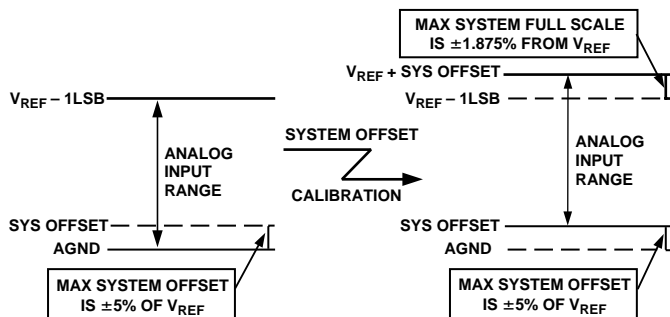 MAX SYSTEM FULL SCALE
IS ±1.875% FROM VREF
VREF + SYS OFFSET
VREF – 1LSB
VREF – 1LSB
SYSTEM OFFSET
CALIBRATION
ANALOG
INPUT
RANGE
ANALOG
INPUT
RANGE
SYS OFFSET
AGND
SYS OFFSET
AGND
MAX SYSTEM OFFSET
IS ±5% OF VREF
MAX SYSTEM OFFSET
IS ±5% OF VREF